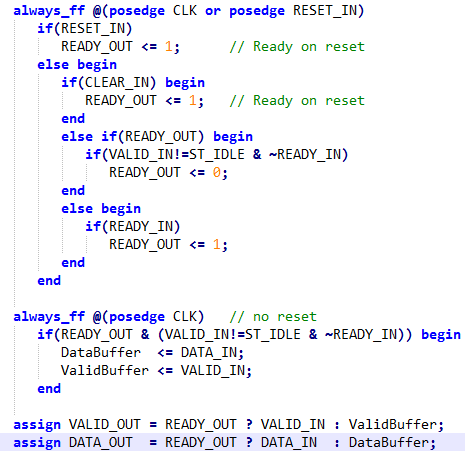 always_ff @(posedge CLK or posedge RESET_IN)
if(RESET_IN)
READY_OUT <= 1; // Ready on reset
else begin
if(CLEAR_IN) begin
READY_OUT <= 1; // Ready on reset
end
else if(READY_OUT) begin
if(VALID_IN!=ST_IDLE & ~READY_IN)
READY_OUT <= 0;
end
else begin
if(READY_IN)
READY_OUT <= 1;
end
end
always_ff @(posedge CLK) // no reset
if(READY_OUT & (VALID_IN!=ST_IDLE & ~READY_IN)) begin
DataBuffer <= DATA_IN;
ValidBuffer <= VALID_IN;
end
assign VALID_OUT = READY_OUT ? VALID_IN : ValidBuffer;
assign DATA_OUT = READY_OUT ? DATA_IN : DataBuffer;